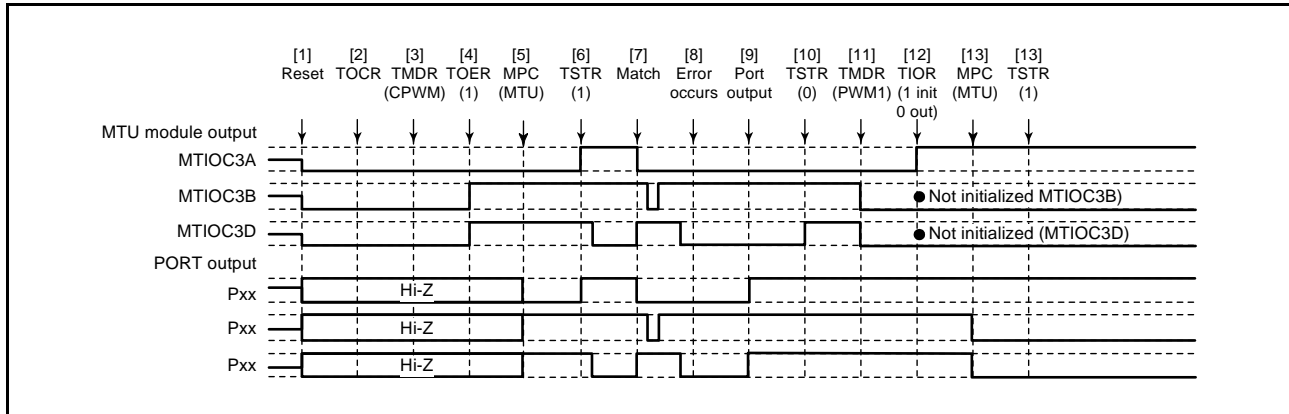 [1] [2] [3] [4] [5] [6] [7] [8] [9] [10] [11] [12] [13] [13]
Reset TOCR TMDR TOER MPC TSTR Match Error Port TSTR TMDR TIOR MPC TSTR
(CPWM) (1) (MTU) (1) occurs output (0) (PWM1) (1 init (MTU) (1)
0 out)
MTU module output
MTIOC3A
MTIOC3B ● Not initialized MTIOC3B)
MTIOC3D ● Not initialized (MTIOC3D)
PORT output
Pxx Hi-Z
Pxx Hi-Z
Pxx Hi-Z